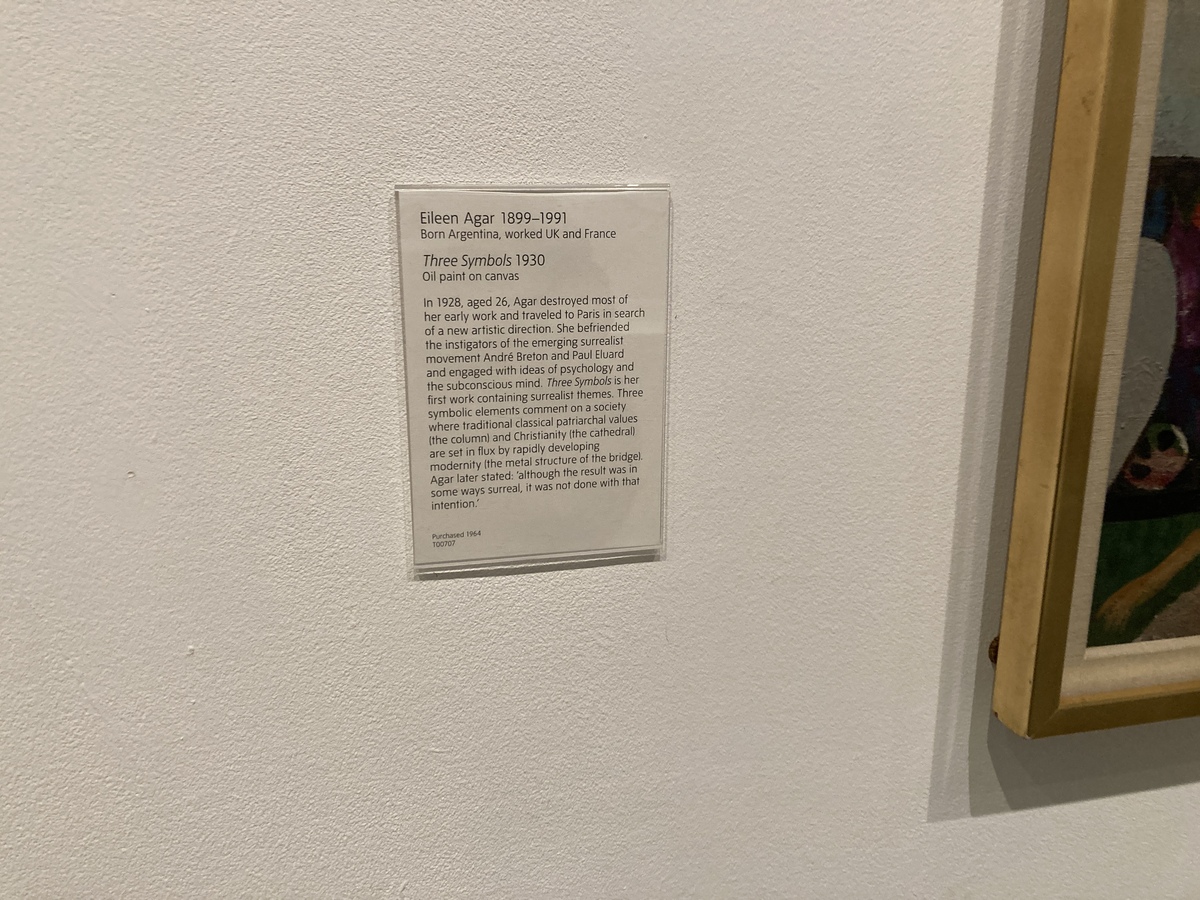 Eileen Agar 1899–1991
Born Argentina, worked UK and France
Three Symbols 1930
Oil paint on canvas
In 1928, aged 26, Agar destroyed most of
her early work and traveled to Paris in search
of a new artistic direction. She befriended
the instigators of the emerging surrealist
movement André Breton and Paul Eluard
and engaged with ideas of psychology and
the subconscious mind. Three Symbols is her
first work containing surrealist themes. Three
symbolic elements comment on a society
where traditional classical patriarchal values
(the column) and Christianity (the cathedral)
are set in flux by rapidly developing
modernity (the metal structure of the bridge).
Agar later stated: ‘although the result was in
some ways surreal, it was not done with that
intention.’
Purchased 1964
T00707